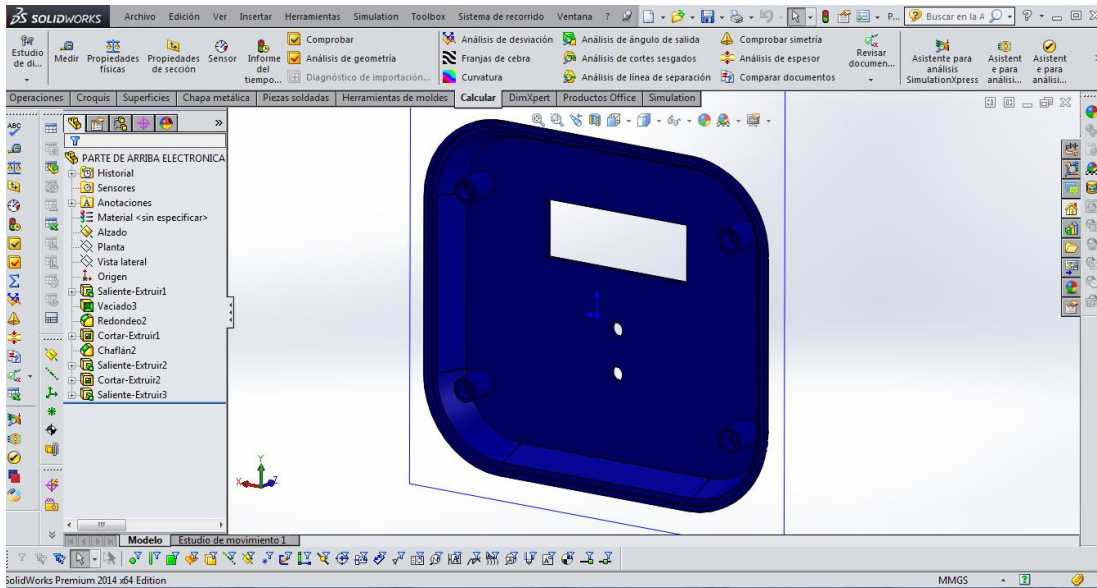 SOLIDWORKS Archivo Edición Ver Insertar Herramientas Simulation Toolbox Sistema de recorrido Ventana ? P... Buscar en la A
Estudio de di...
Medir
Propiedades físicas
Propiedades de sección
Sensor
Informe del tiempo...
Comprobar
Análisis de geometría
Diagnóstico de importación...
Análisis de desviación
Franjas de cebra
Curvatura
Análisis de ángulo de salida
Análisis de cortes sesgados
Análisis de línea de separación
Comprobar simetría
Análisis de espesor
Comparar documentos
Revisar documen...
Asistente para análisis SimulationXpress
Asistent e para análisi...
Asistent e para análisi...
Operaciones Croquis Superficies Chapa metálica Piezas soldadas Herramientas de moldes Calcular DimXpert Productos Office Simulation
PARTE DE ARRIBA ELECTRONICA
Historial
Sensores
Anotaciones
Material <sin especificar>
Alzado
Planta
Vista lateral
Origen
Saliente-Extruir1
Vaciado3
Redondeo2
Cortar-Extruir1
Chaflán2
Saliente-Extruir2
Cortar-Extruir2
Saliente-Extruir3
Y
X
Z
Modelo Estudio de movimiento 1
SolidWorks Premium 2014 x64 Edition MMGS